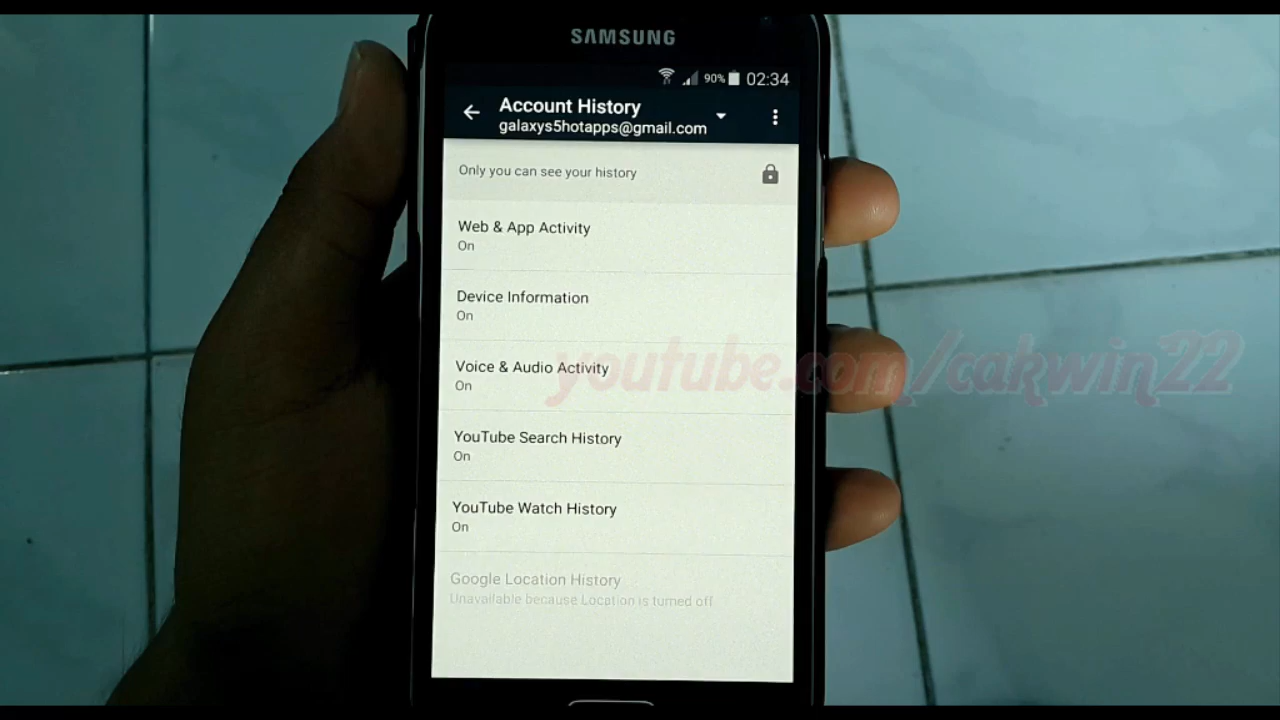 SAMSUNG
90% 02:34
Account History
galaxys5hotapps@gmail.com
Only you can see your history
Web & App Activity
On
Device Information
On
Voice & Audio Activity
On
youtube.com/cakwin22
YouTube Search History
On
YouTube Watch History
On
Google Location History
Unavailable because Location is turned off